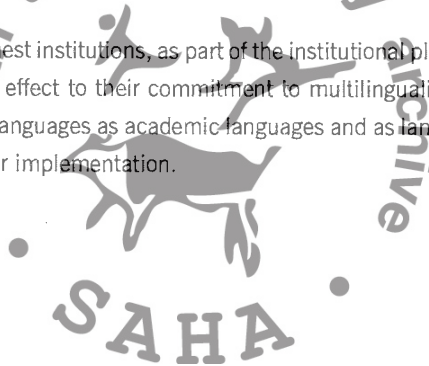 est institutions, as part of the institutional pl
effect to their commitment to multilinguali
anguages as academic languages and as lan
r implementation.
archive
SAHA